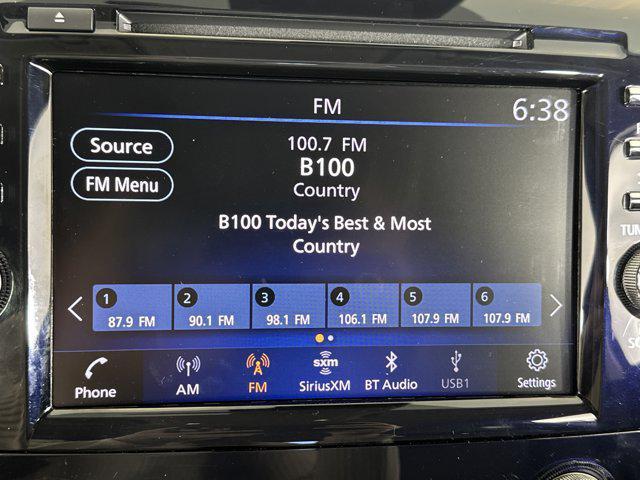 FM
6:38
Source
100.7 FM
B100
FM Menu
Country
B100 Today's Best & Most
Country
1 2 3 4 5 6
87.9 FM 90.1 FM 98.1 FM 106.1 FM 107.9 FM 107.9 FM
sxm
Phone AM FM SiriusXM BT Audio USB1 Settings
TUN